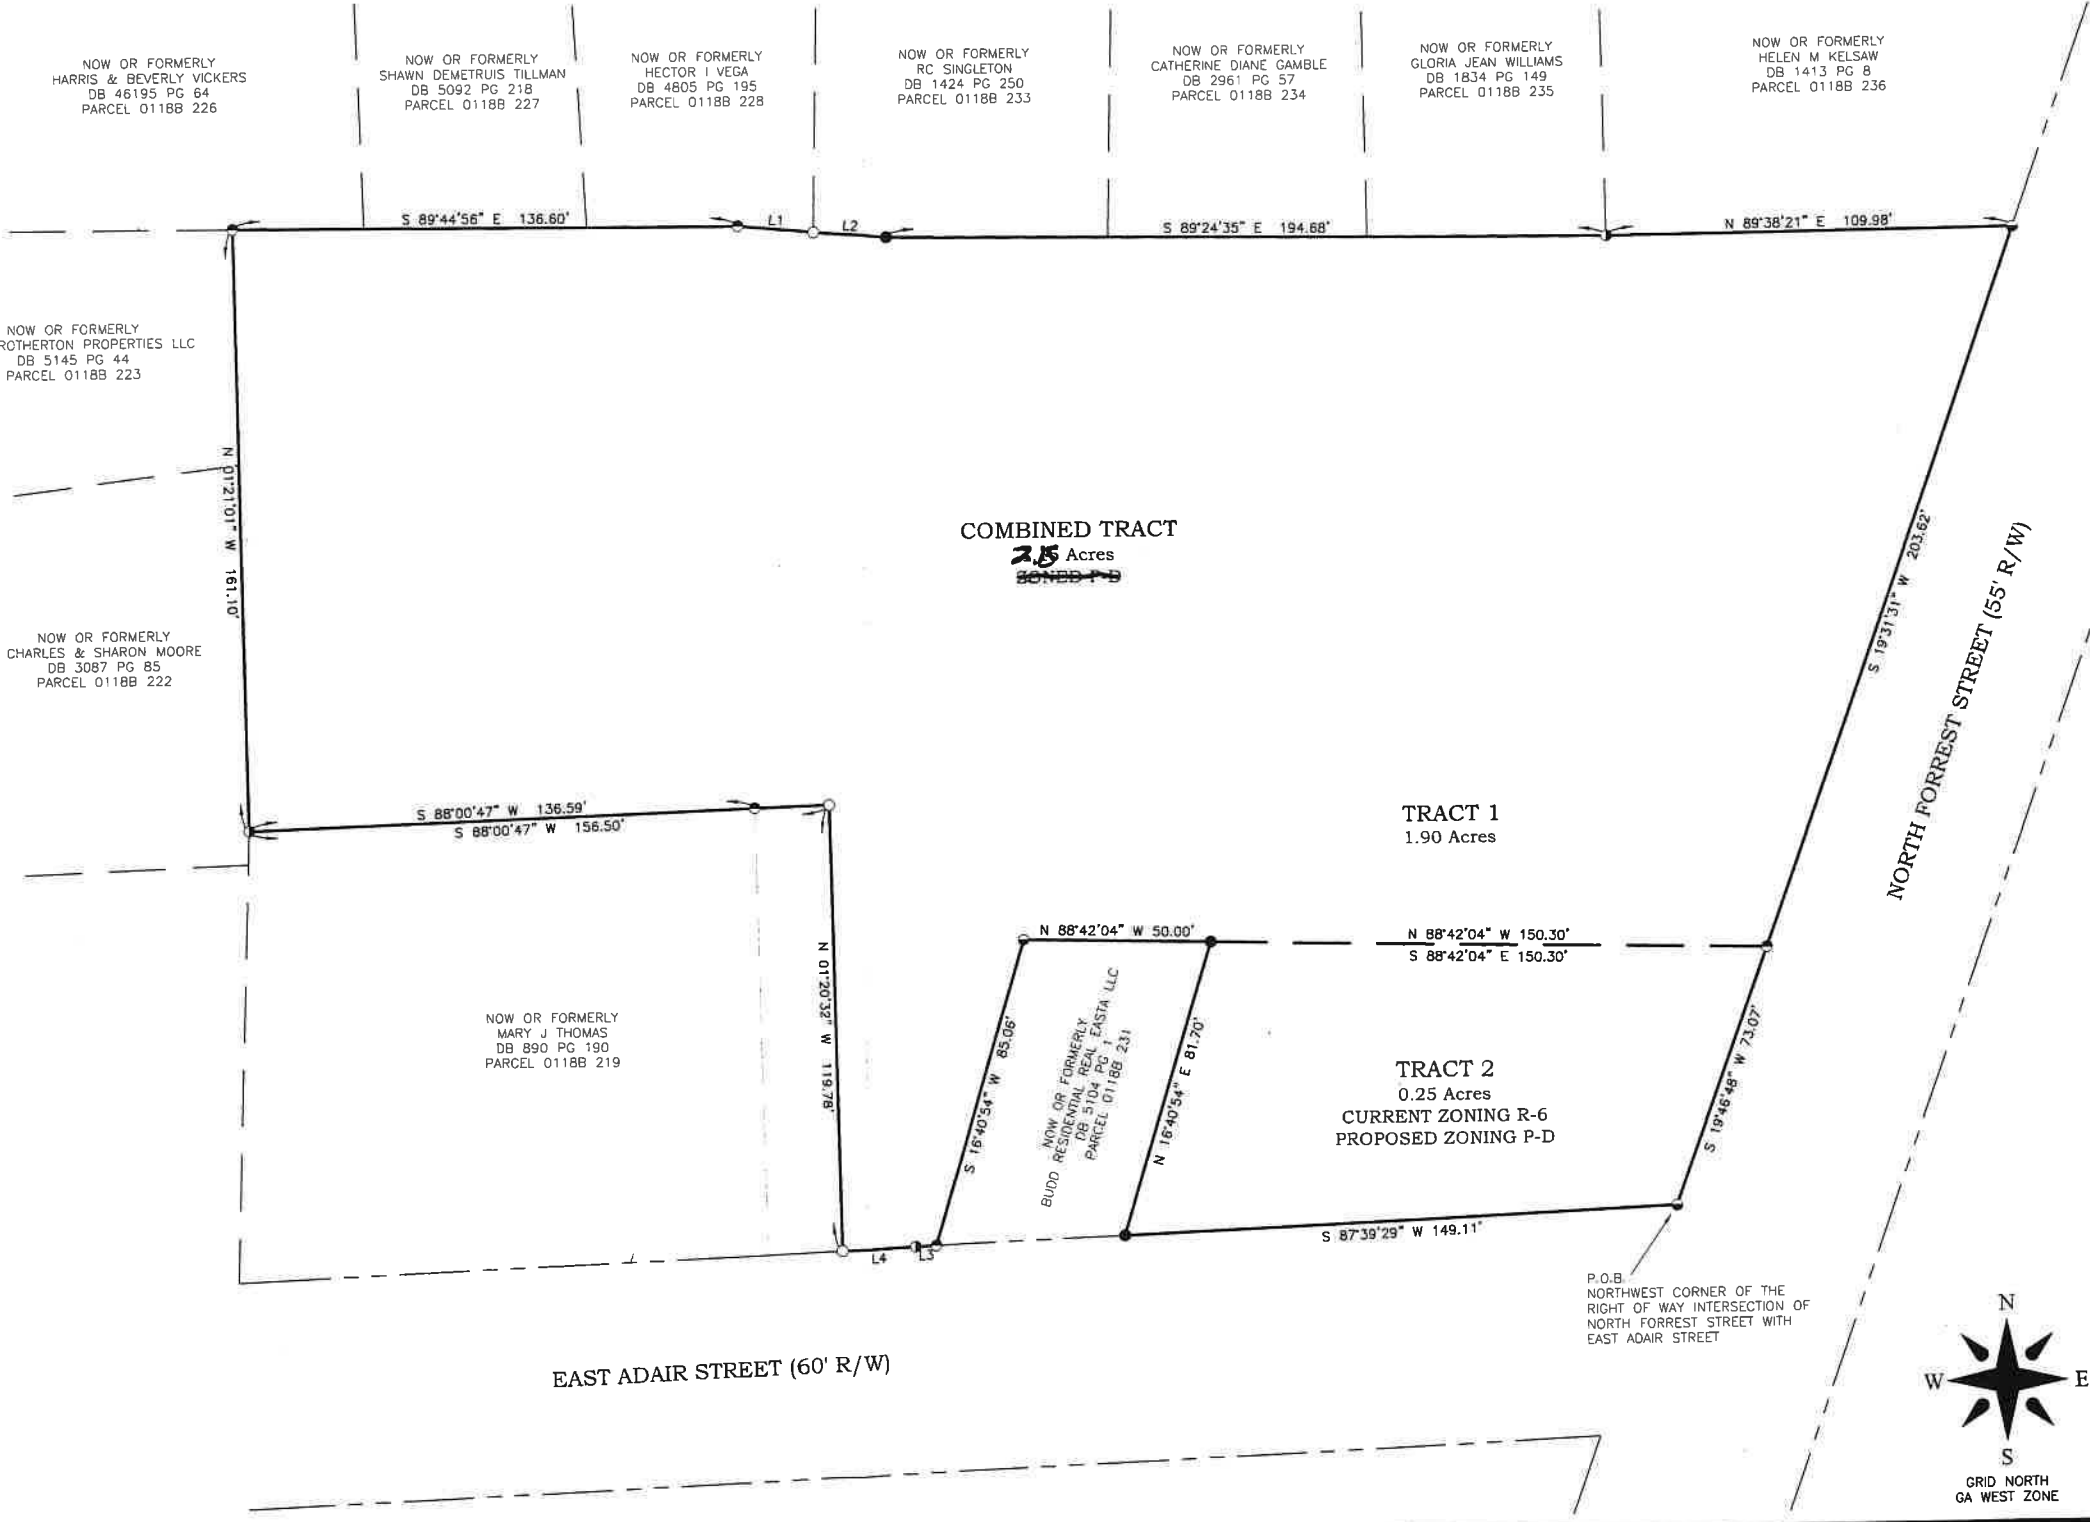 NOW OR FORMERLY
HARRIS & BEVERLY VICKERS
DB 46195 PG 64
PARCEL 0118B 226
NOW OR FORMERLY
SHAWN DEMETRUIS TILLMAN
DB 5092 PG 218
PARCEL 0118B 227
NOW OR FORMERLY
HECTOR I VEGA
DB 4805 PG 195
PARCEL 0118B 228
NOW OR FORMERLY
RC SINGLETON
DB 1424 PG 250
PARCEL 0118B 233
NOW OR FORMERLY
CATHERINE DIANE GAMBLE
DB 2961 PG 57
PARCEL 0118B 234
NOW OR FORMERLY
GLORIA JEAN WILLIAMS
DB 1834 PG 149
PARCEL 0118B 235
NOW OR FORMERLY
HELEN M KELSAW
DB 1413 PG 8
PARCEL 0118B 236
S 89°44'56" E 136.60'
L1
L2
S 89°24'35" E 194.68'
N 89°38'21" E 109.98'
NOW OR FORMERLY
ROTHERTON PROPERTIES LLC
DB 5145 PG 44
PARCEL 0118B 223
N 01°21'01" W 161.10'
COMBINED TRACT
2.15 Acres
ZONED P-D
S 19°31'31" W 203.62'
NORTH FORREST STREET (55' R/W)
NOW OR FORMERLY
CHARLES & SHARON MOORE
DB 3087 PG 85
PARCEL 0118B 222
S 88°00'47" W 136.59'
S 88°00'47" W 156.50'
TRACT 1
1.90 Acres
N 88°42'04" W 50.00'
N 88°42'04" W 150.30'
S 88°42'04" E 150.30'
N 01°20'32" W 119.78'
NOW OR FORMERLY
MARY J THOMAS
DB 890 PG 190
PARCEL 0118B 219
S 16°40'54" W 85.06'
NOW OR FORMERLY
BUDD RESIDENTIAL REAL EASTA LLC
DB 5104 PG 1
PARCEL 0118B 231
N 16°40'54" E 81.70'
TRACT 2
0.25 Acres
CURRENT ZONING R-6
PROPOSED ZONING P-D
S 19°46'48" W 73.07'
L4
L3
S 87°39'29" W 149.11'
P.O.B.
NORTHWEST CORNER OF THE
RIGHT OF WAY INTERSECTION OF
NORTH FORREST STREET WITH
EAST ADAIR STREET
EAST ADAIR STREET (60' R/W)
N
W
E
S
GRID NORTH
GA WEST ZONE